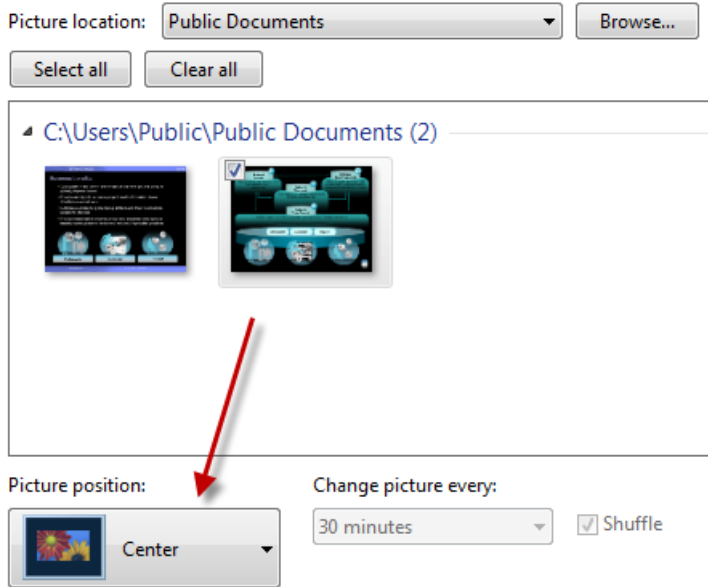 Picture location: Public Documents Browse...
Select all Clear all
C:\Users\Public\Public Documents (2)
Picture position: Change picture every:
Center 30 minutes Shuffle